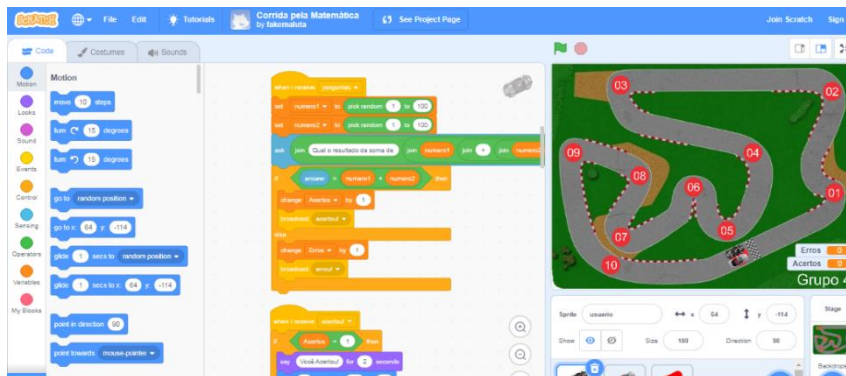 SCRATCH File Edit Tutorials Corrida pela Matemática See Project Page Join Scratch Sign
by fakemaluta
Code Costumes Sounds
Motion
Looks
Sound
Events
Control
Sensing
Operators
Variables
My Blocks
Motion
move 10 steps
turn 15 degrees
turn 15 degrees
go to random position
go to x: 64 y: -114
glide 1 secs to random position
glide 1 secs to x: 64 y: -114
point in direction 90
point towards mouse-pointer
when I receive perguntas
set numero1 to pick random 1 to 100
set numero2 to pick random 1 to 100
ask join Qual o resultado da soma de join numero1 join + join numero2
if answer = numero1 + numero2 then
change Acertos by 1
broadcast acertou!
else
change Erros by 1
broadcast errou!
when I receive acertou!
if Acertos = 1 then
say Você Acertou! for 2 seconds
03
02
09
04
08
06
01
07
05
10
Erros 0
Acertos 0
Grupo 4
Sprite usuario x 64 y -114
Show Size 100 Direction 90
Stage
Backdrops